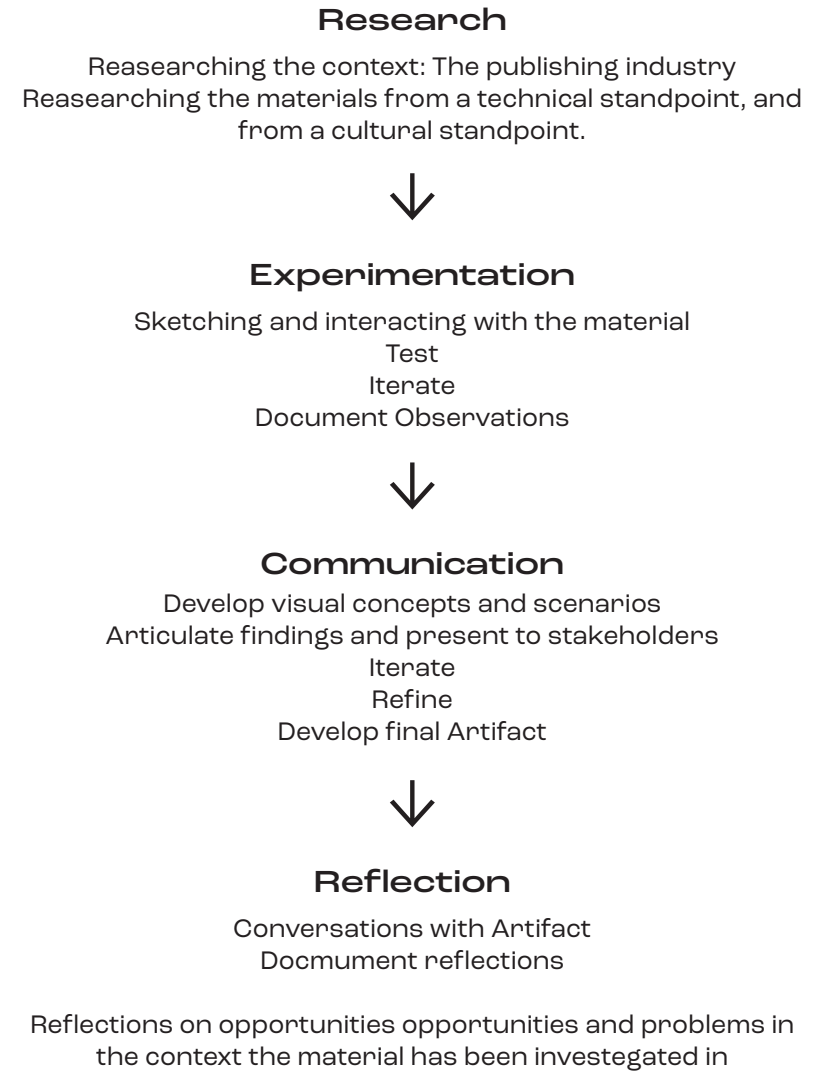 Research
Reasearching the context: The publishing industry
Reasearching the materials from a technical standpoint, and
from a cultural standpoint.
Experimentation
Sketching and interacting with the material
Test
Iterate
Document Observations
Communication
Develop visual concepts and scenarios
Articulate findings and present to stakeholders
Iterate
Refine
Develop final Artifact
Reflection
Conversations with Artifact
Docmument reflections
Reflections on opportunities opportunities and problems in
the context the material has been investegated in